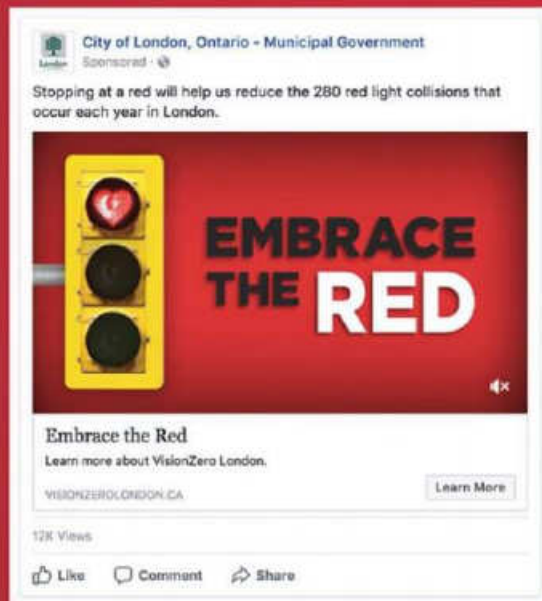 City of London, Ontario - Municipal Government
London
Sponsored ·
Stopping at a red will help us reduce the 280 red light collisions that
occur each year in London.
EMBRACE
THE RED
Embrace the Red
Learn more about VisionZero London.
VISIONZEROLONDON.CA
Learn More
12K Views
Like Comment Share